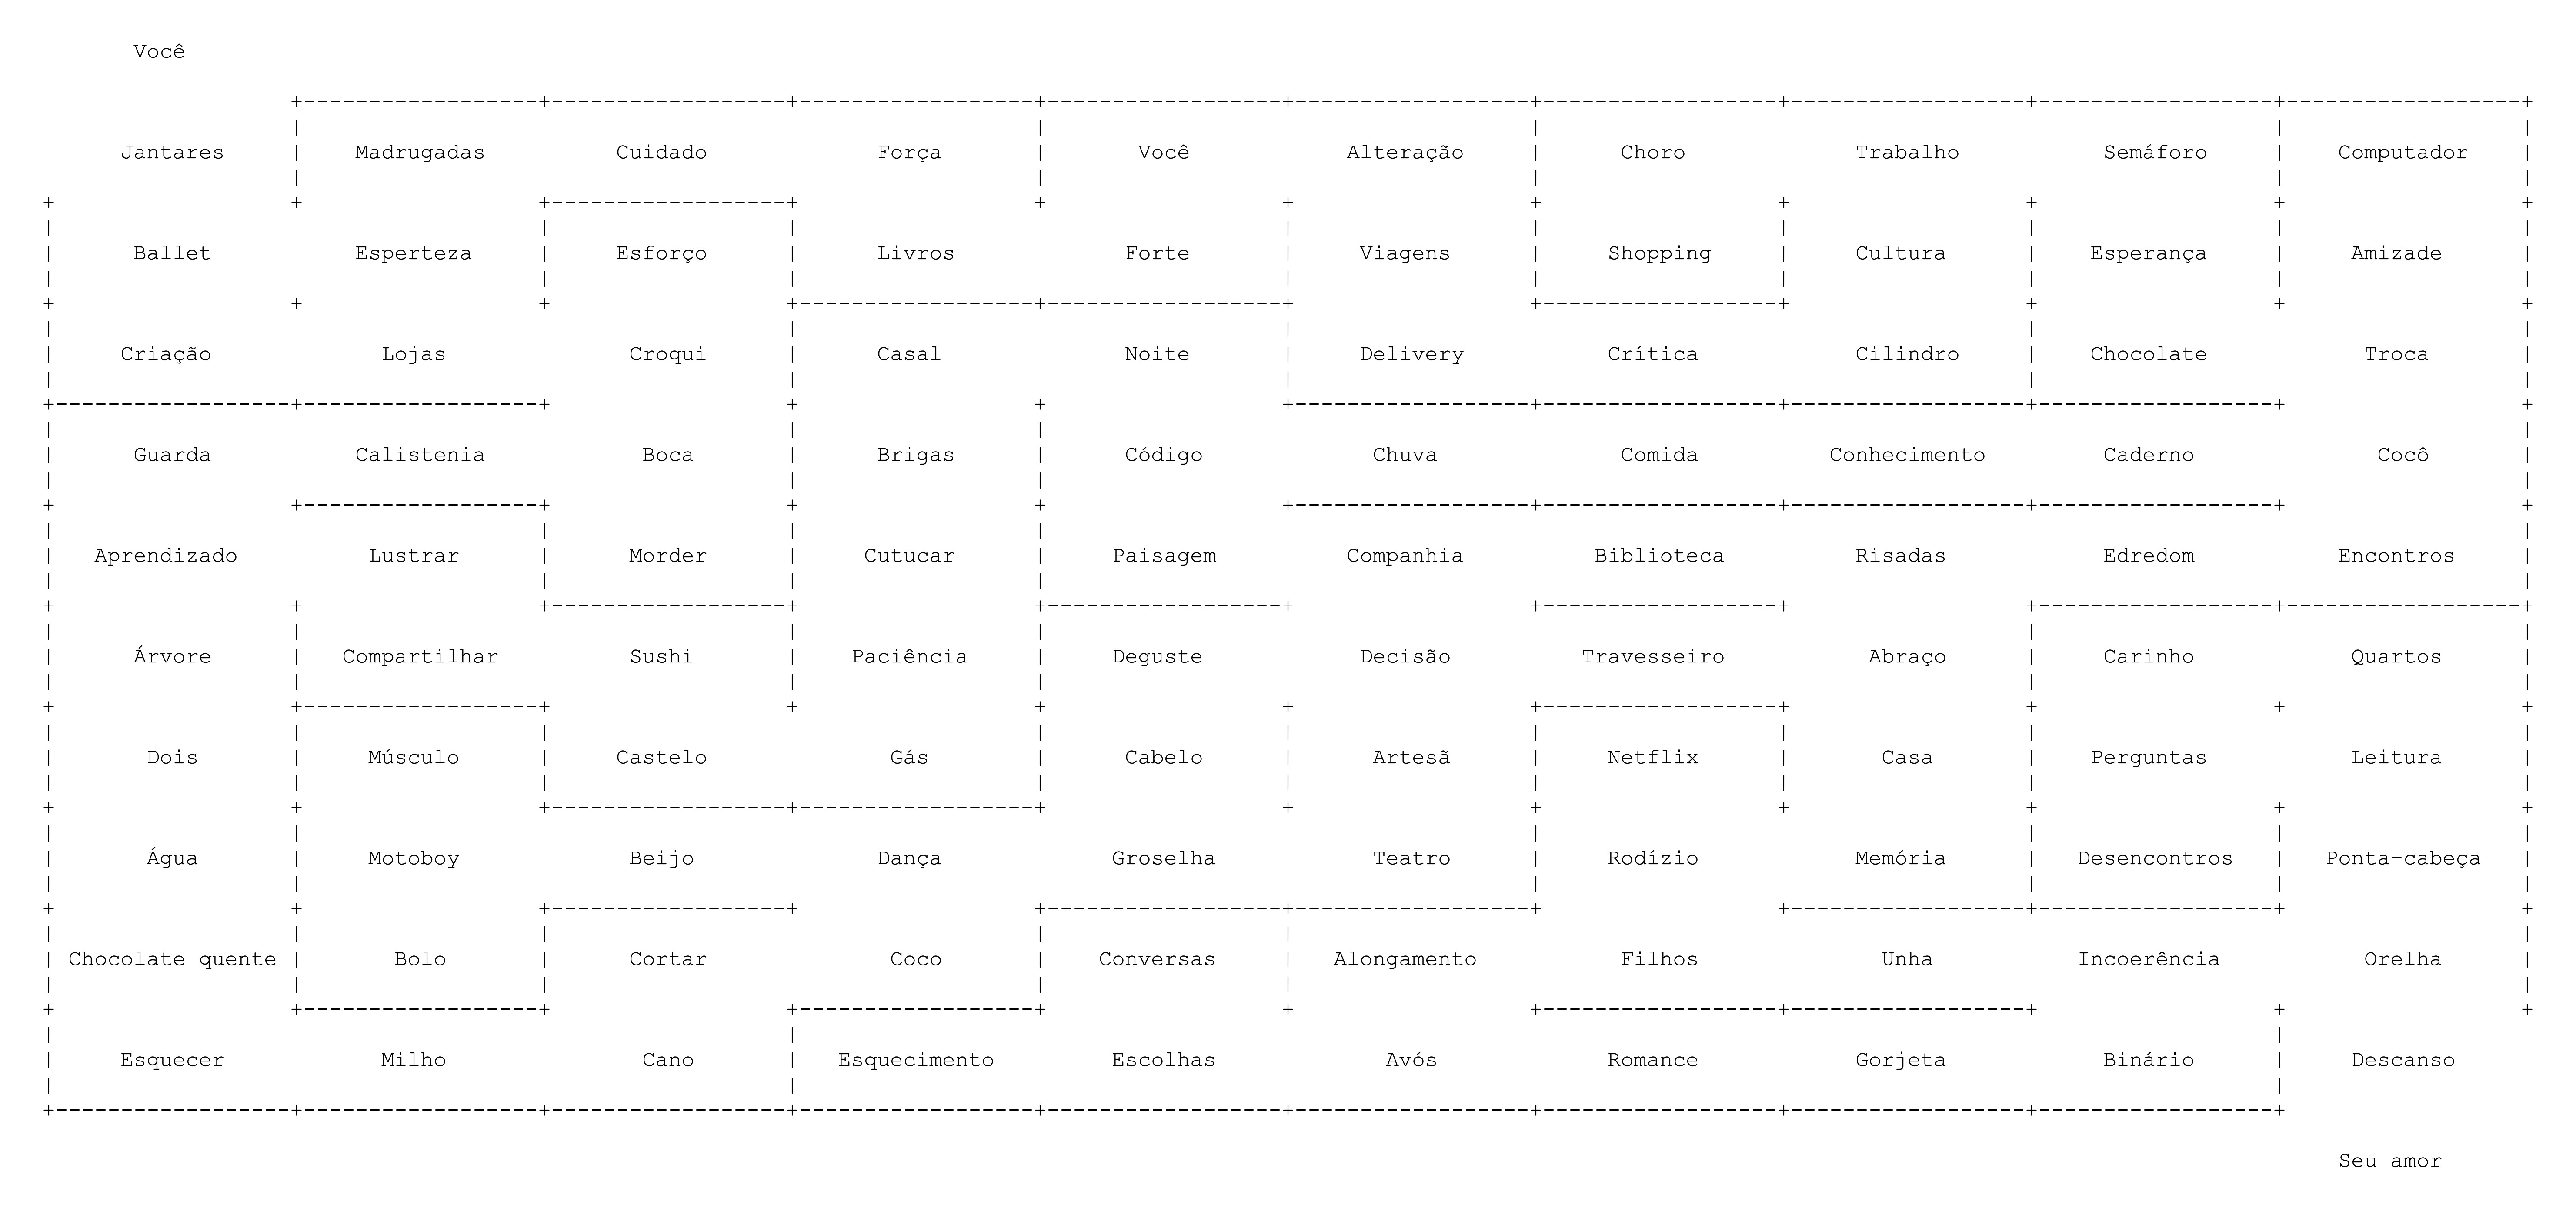 Você
Jantares Madrugadas Cuidado Força Você Alteração Choro Trabalho Semáforo Computador
Ballet Esperteza Esforço Livros Forte Viagens Shopping Cultura Esperança Amizade
Criação Lojas Croqui Casal Noite Delivery Crítica Cilindro Chocolate Troca
Guarda Calistenia Boca Brigas Código Chuva Comida Conhecimento Caderno Cocô
Aprendizado Lustrar Morder Cutucar Paisagem Companhia Biblioteca Risadas Edredom Encontros
Árvore Compartilhar Sushi Paciência Deguste Decisão Travesseiro Abraço Carinho Quartos
Dois Músculo Castelo Gás Cabelo Artesã Netflix Casa Perguntas Leitura
Água Motoboy Beijo Dança Groselha Teatro Rodízio Memória Desencontros Ponta-cabeça
Chocolate quente Bolo Cortar Coco Conversas Alongamento Filhos Unha Incoerência Orelha
Esquecer Milho Cano Esquecimento Escolhas Avós Romance Gorjeta Binário Descanso
Seu amor